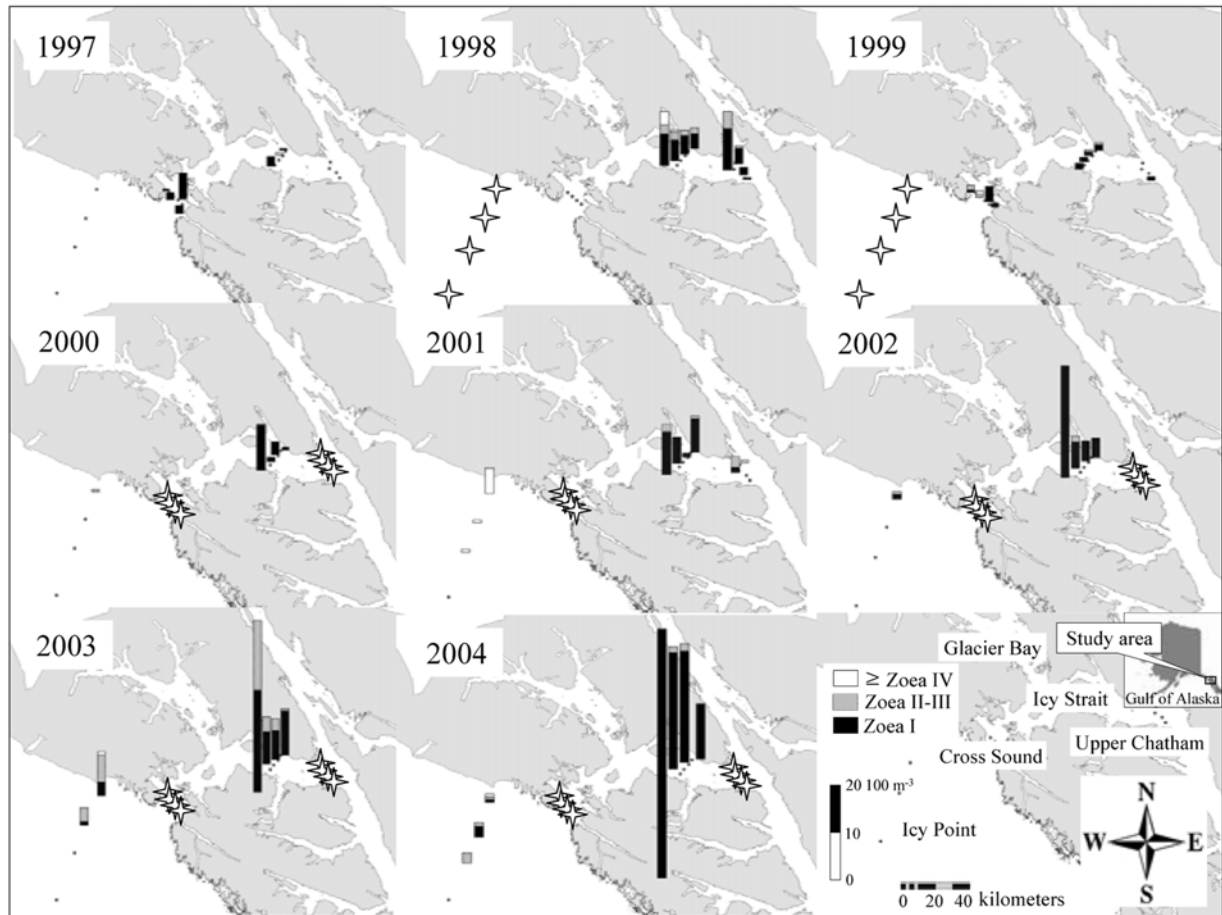 1997
1998
1999
2000
2001
2002
2003
2004
Glacier Bay
Study area
≥ Zoea IV
Zoea II-III
Zoea I
Icy Strait
Gulf of Alaska
Cross Sound
Upper Chatham
20 100 m⁻³
10
0
Icy Point
N
W E
S
0 20 40 kilometers